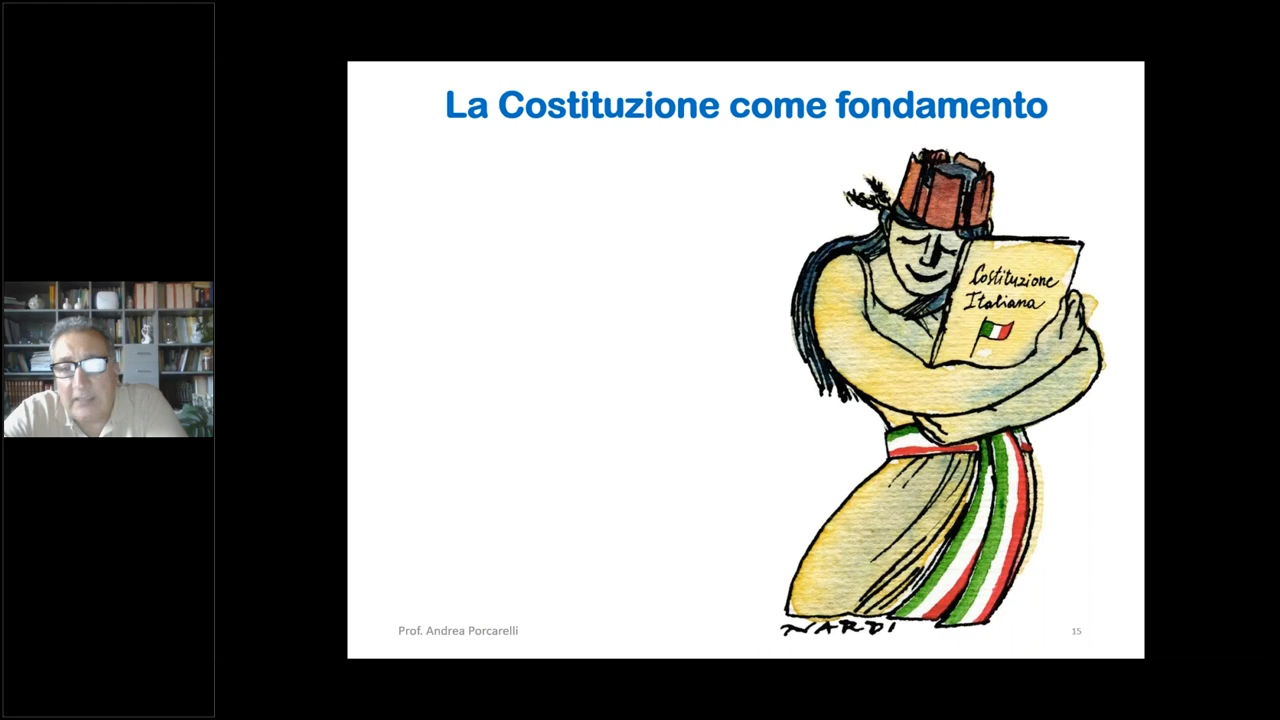 La Costituzione come fondamento
Costituzione
Italiana
NARDI
Prof. Andrea Porcarelli
15